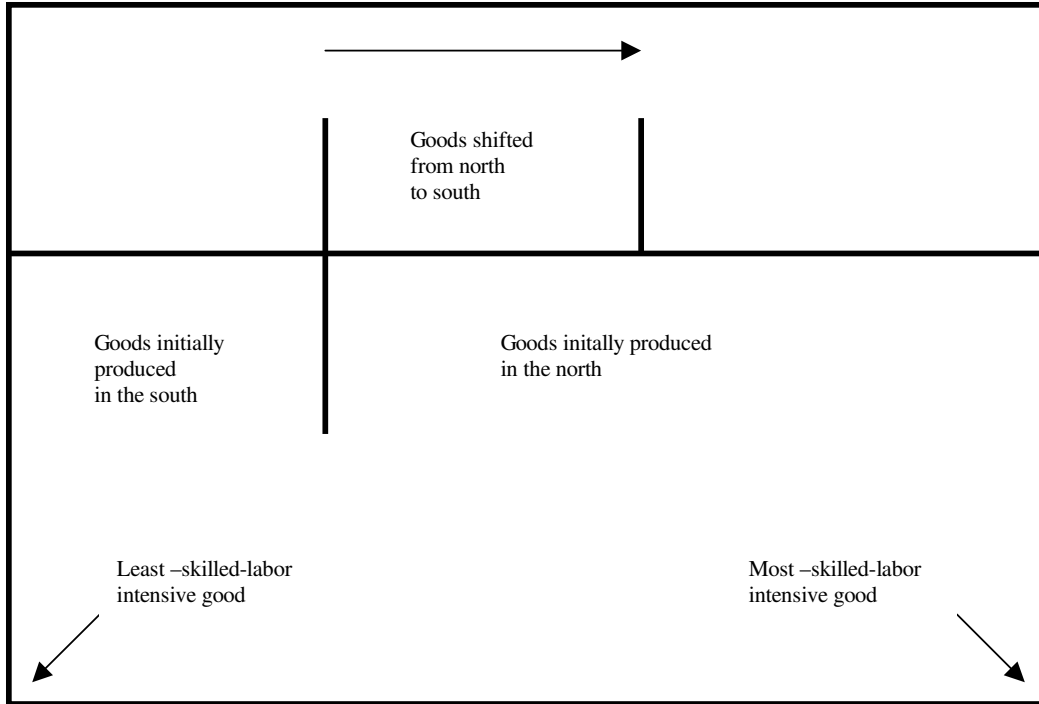 Goods shifted
from north
to south
Goods initially
produced
in the south
Goods initally produced
in the north
Least –skilled-labor
intensive good
Most –skilled-labor
intensive good